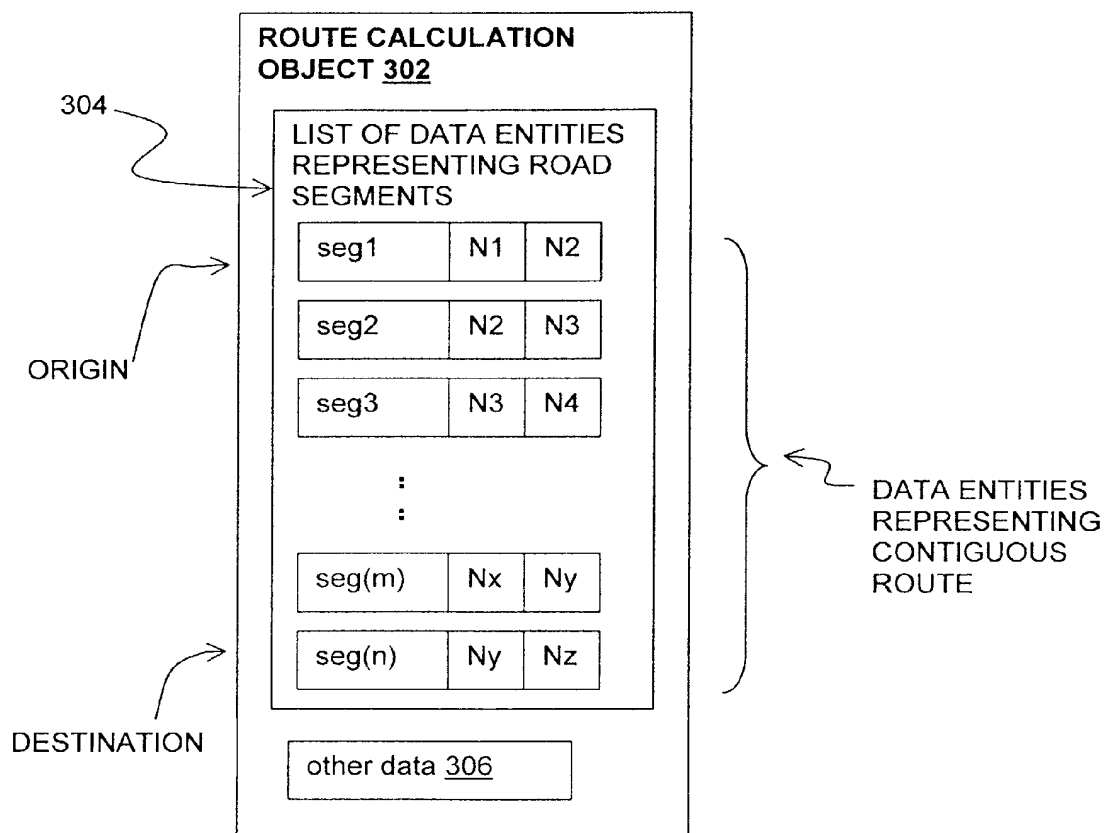 ROUTE CALCULATION
OBJECT 302
304
LIST OF DATA ENTITIES
REPRESENTING ROAD
SEGMENTS
seg1 N1 N2
seg2 N2 N3
ORIGIN
seg3 N3 N4
:
:
DATA ENTITIES
REPRESENTING
CONTIGUOUS
ROUTE
seg(m) Nx Ny
seg(n) Ny Nz
DESTINATION
other data 306